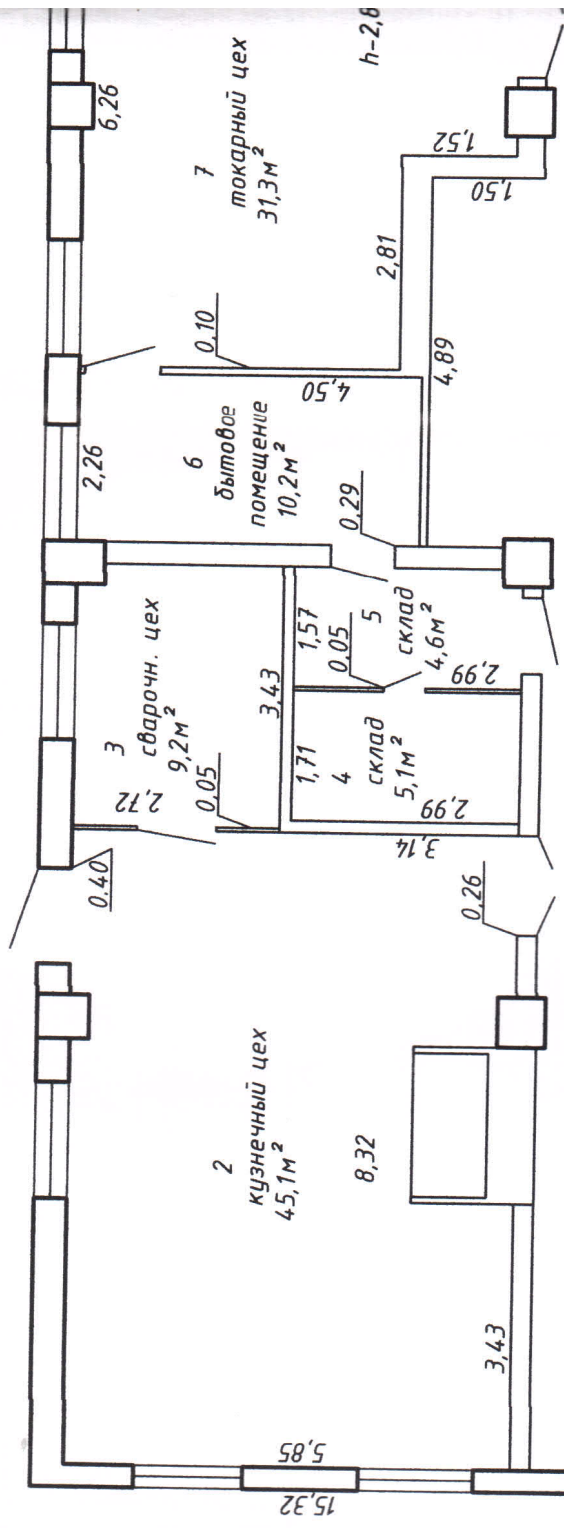 2
кузнечный цех
45,1м²
8,32
3,43
5,85
15,32
0.40
0,26
3,14
3
сварочн. цех
9,2м²
2,72
0,05
3,43
1,71
4
склад
5,1м²
2,99
1,57
0,05
5
склад
4,6м²
2,99
2,26
6
бытовое
помещение
10,2м²
0,29
4,50
0,10
4,89
2,81
6,26
7
токарный цех
31,3м²
1,52
1,50
h-2,8